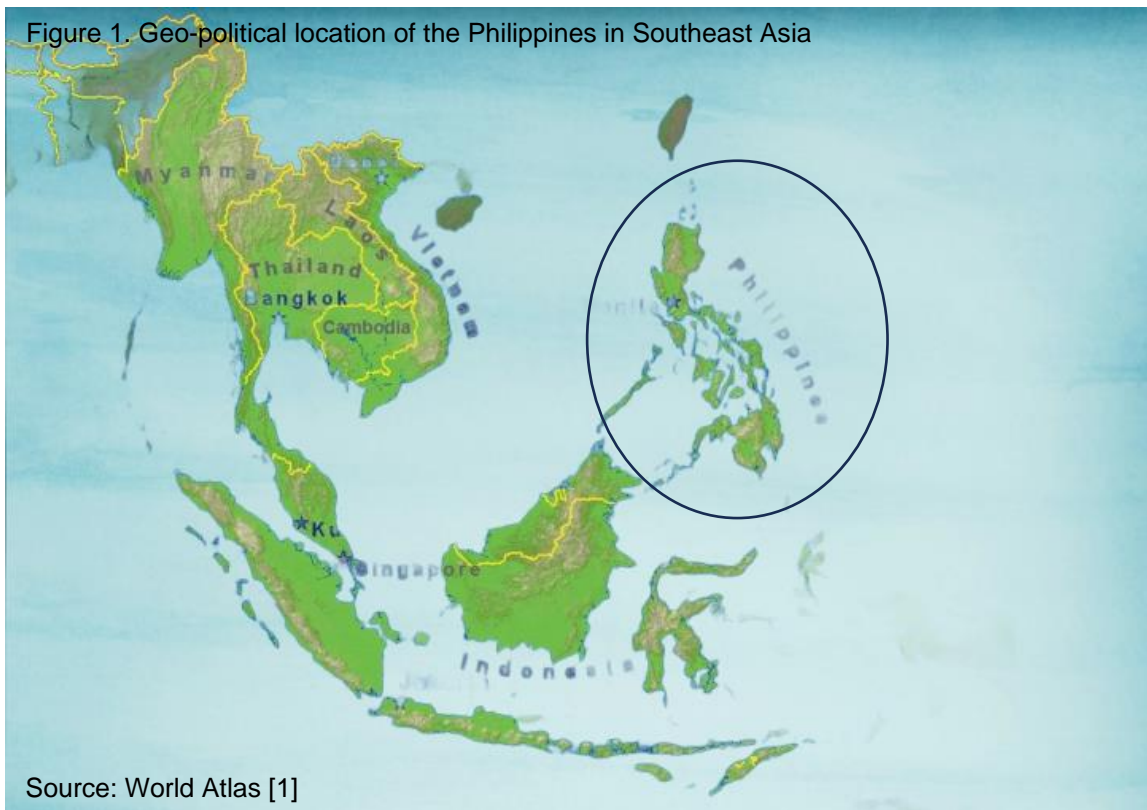 Figure 1. Geo-political location of the Philippines in Southeast Asia
Myanmar
Laos
Vietnam
Thailand
Bangkok
Cambodia
Philippines
Ku
Singapore
Indonesia
Source: World Atlas [1]